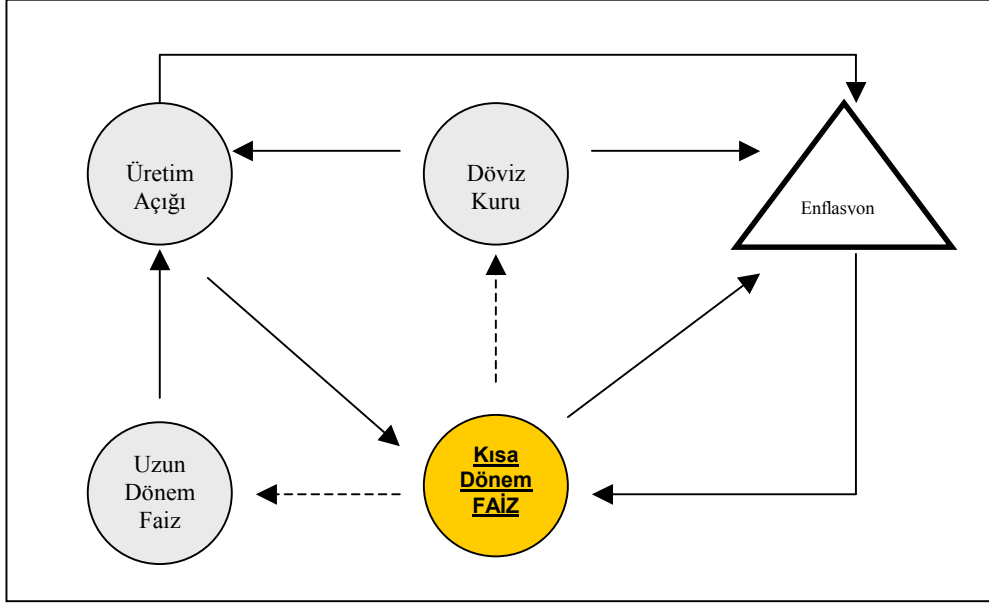 Üretim
Açığı
Döviz
Kuru
Enflasyon
Uzun
Dönem
Faiz
Kısa
Dönem
FAİZ